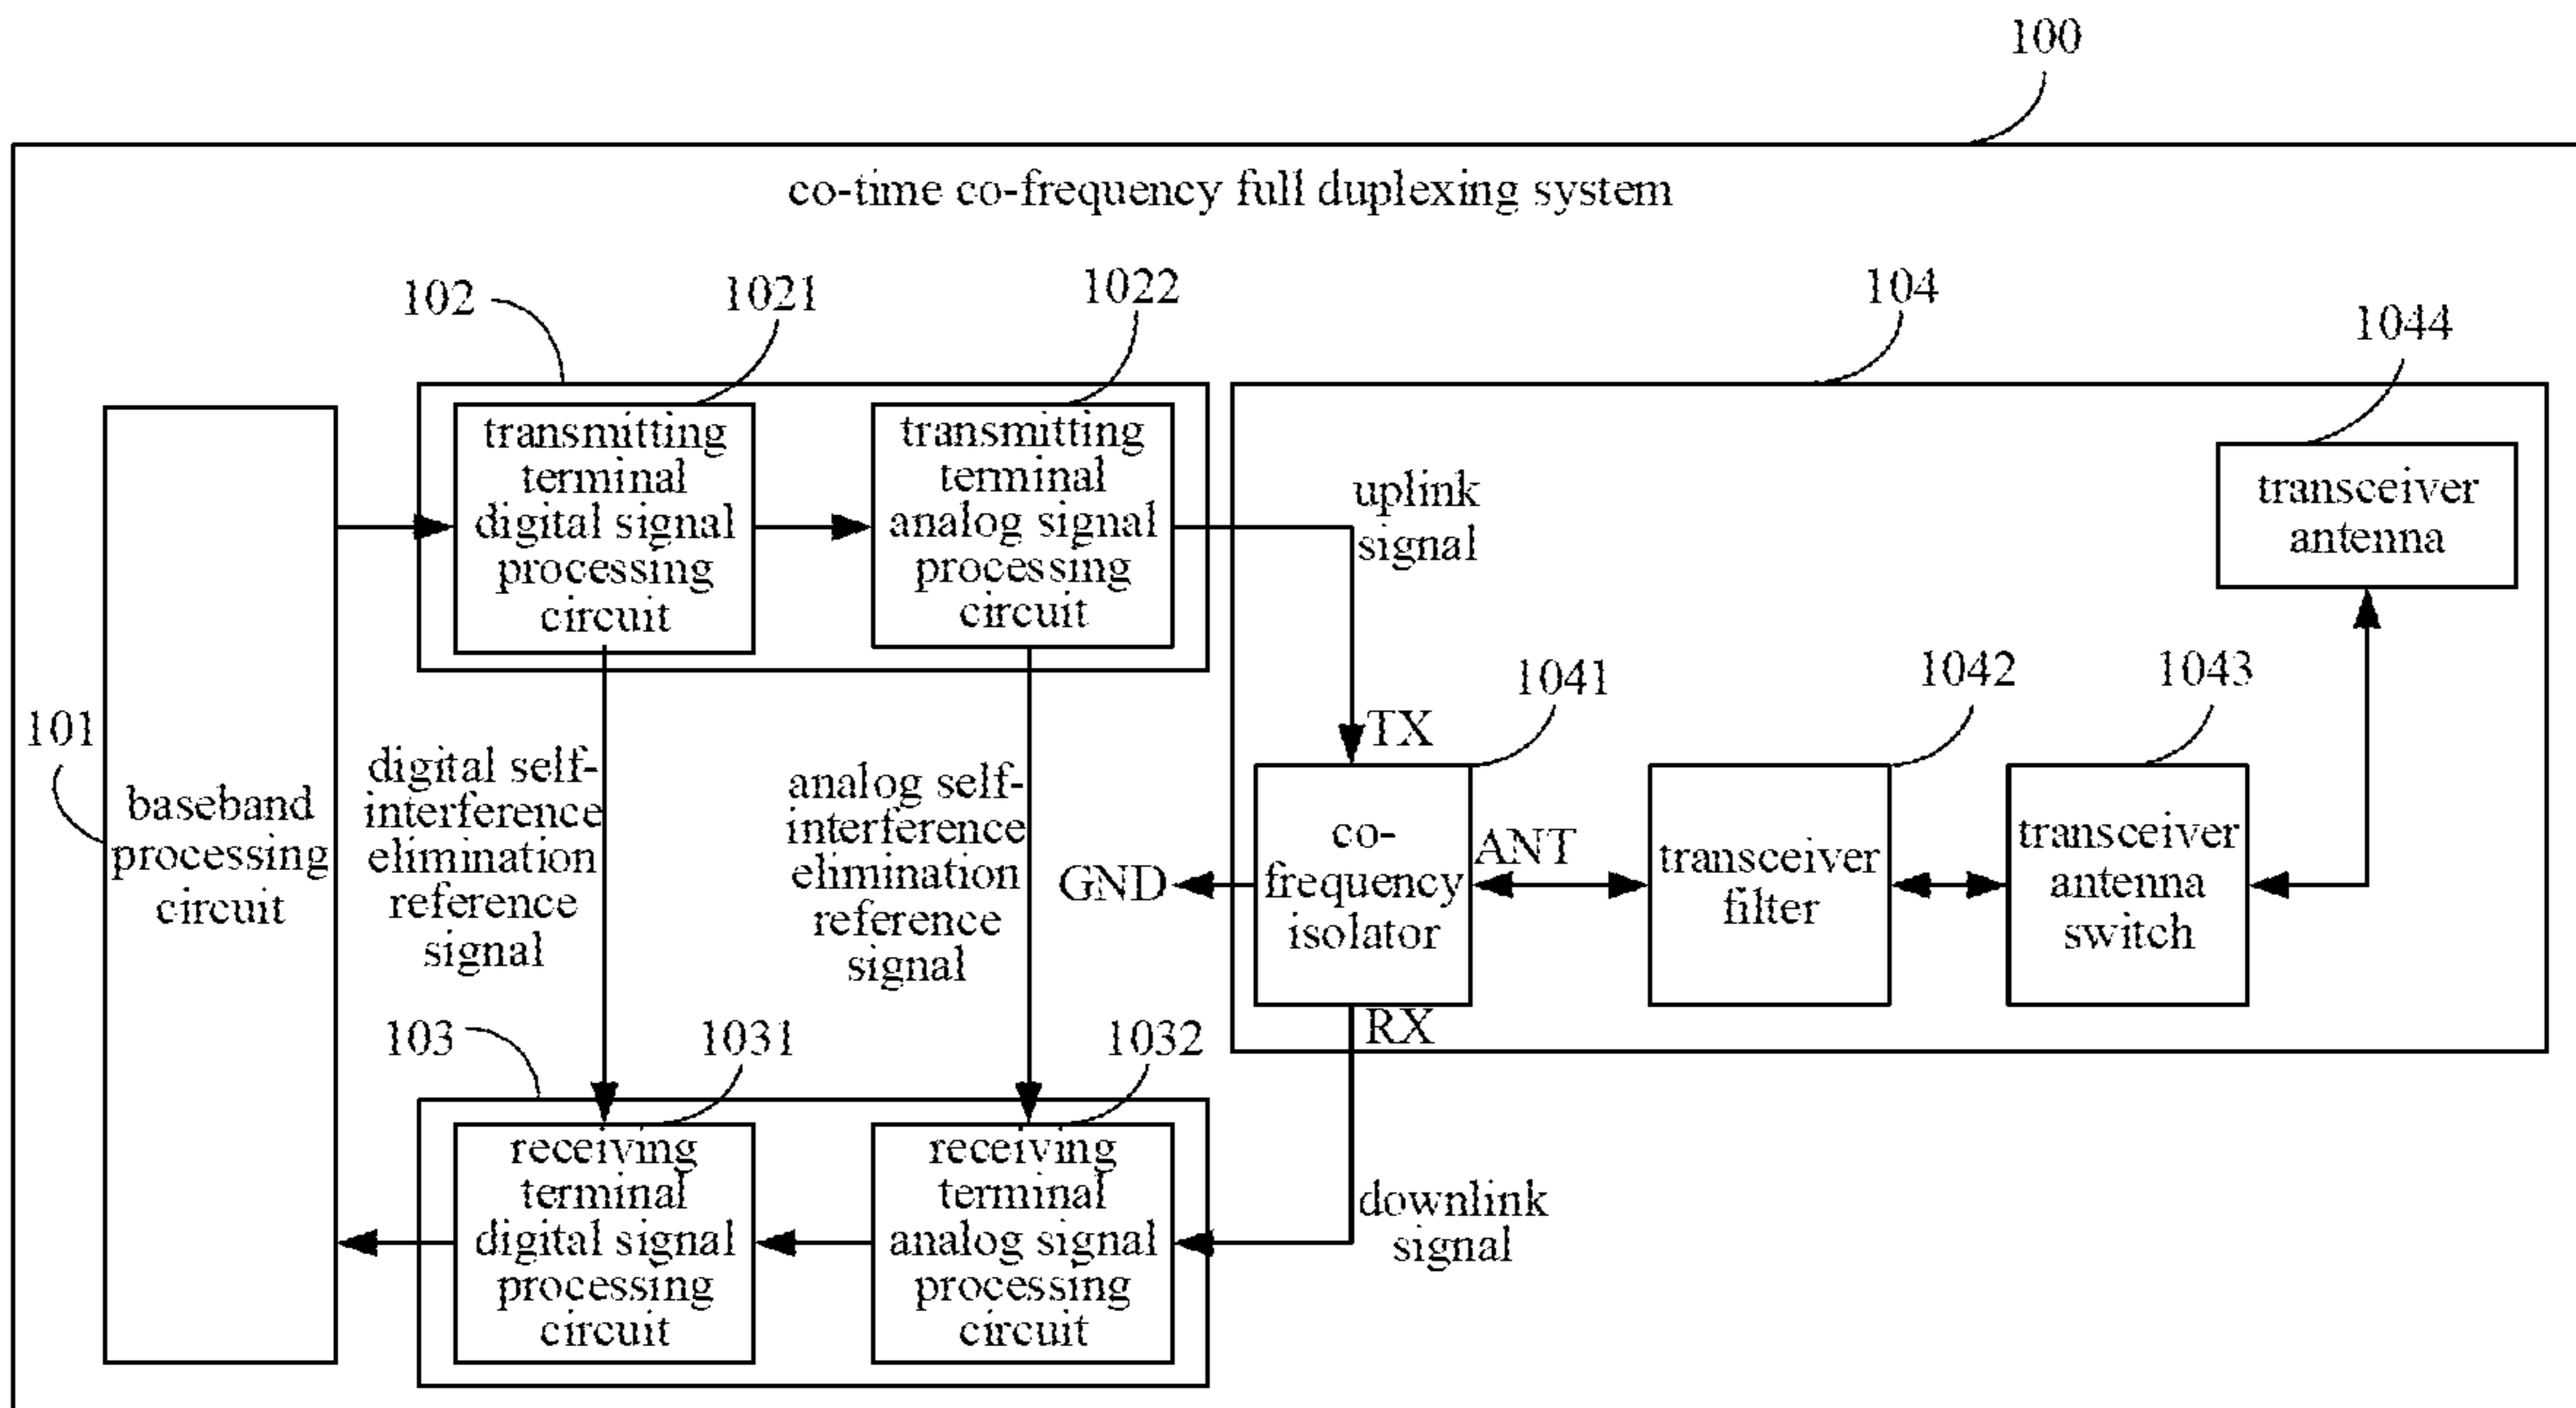 100
co-time co-frequency full duplexing system
102
1021
1022
104
1044
transmitting
terminal
digital signal
processing
circuit
transmitting
terminal
analog signal
processing
circuit
uplink
signal
transceiver
antenna
101
baseband
processing
circuit
digital self-
interference
elimination
reference
signal
analog self-
interference
elimination
reference
signal
TX
1041
1042
1043
GND
co-
frequency
isolator
ANT
transceiver
filter
transceiver
antenna
switch
RX
103
1031
1032
receiving
terminal
digital signal
processing
circuit
receiving
terminal
analog signal
processing
circuit
downlink
signal